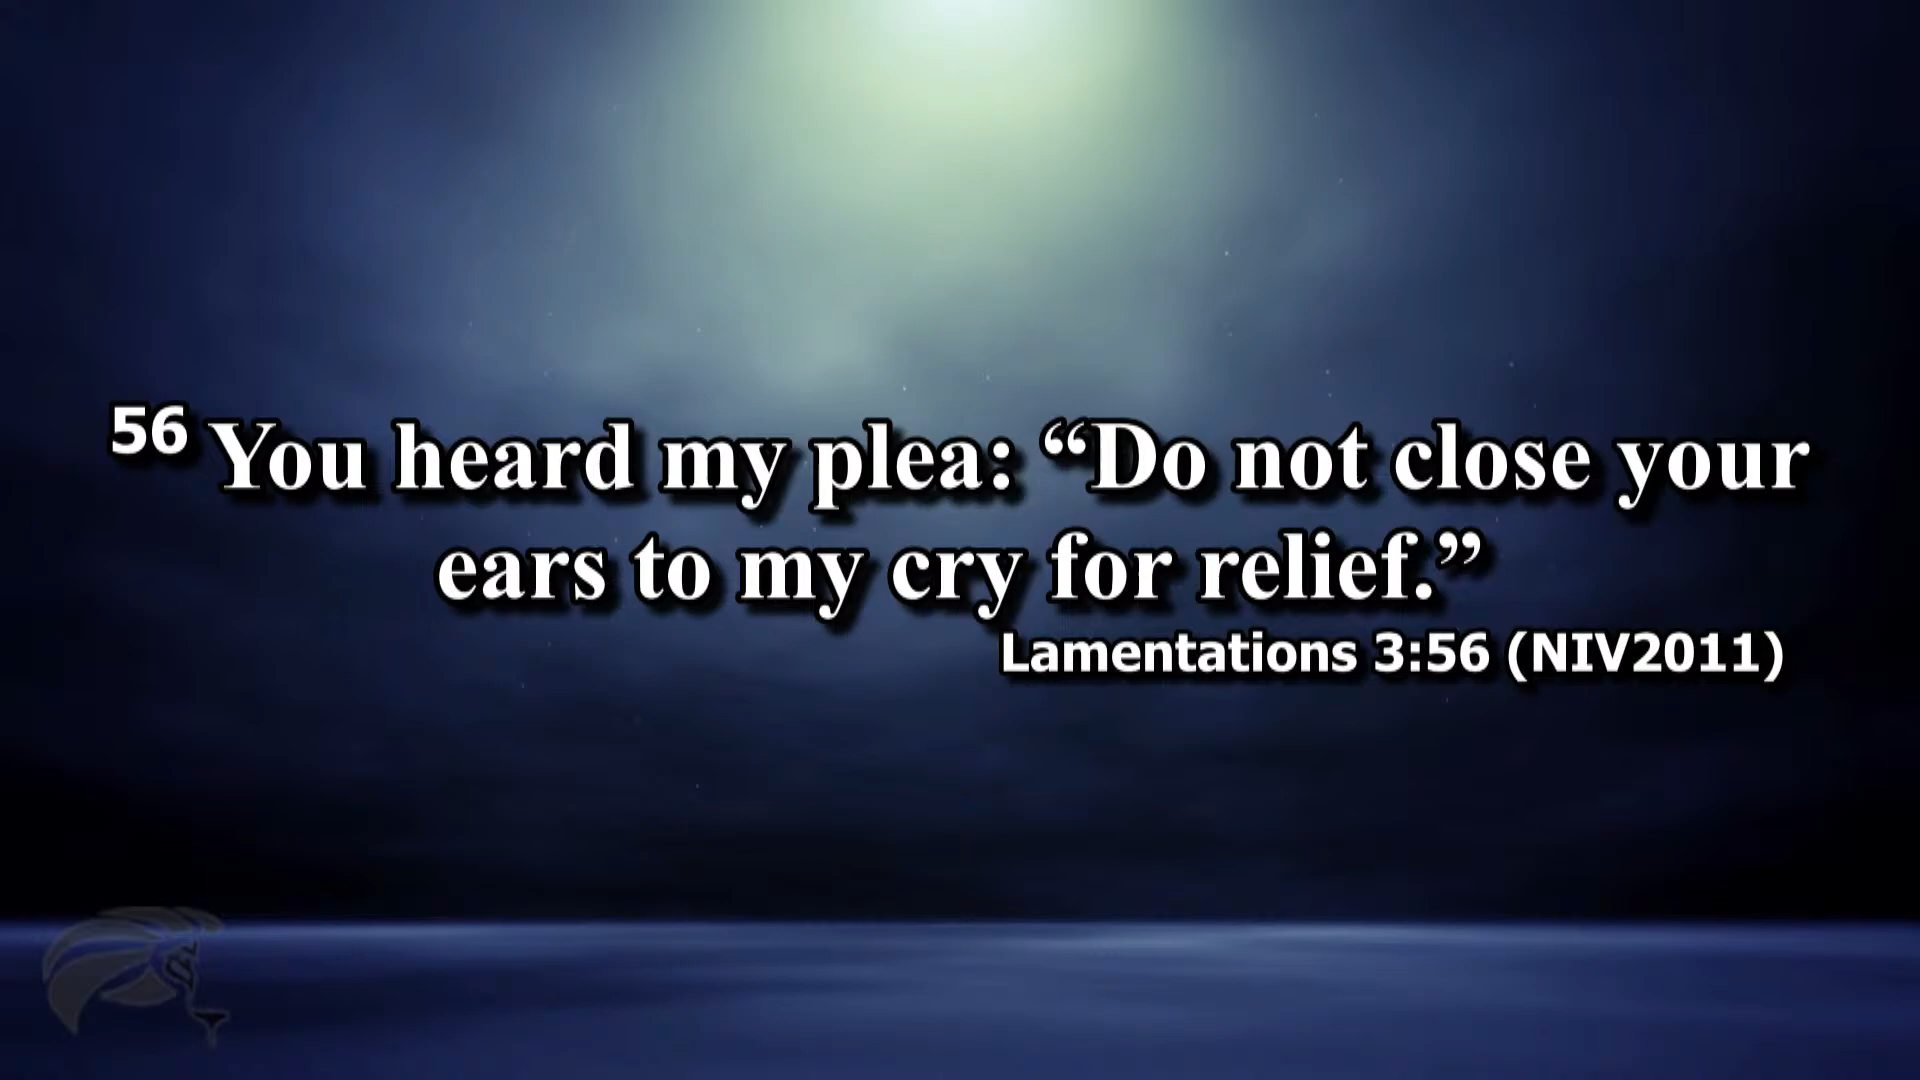 56 You heard my plea: “Do not close your
ears to my cry for relief.”
Lamentations 3:56 (NIV2011)